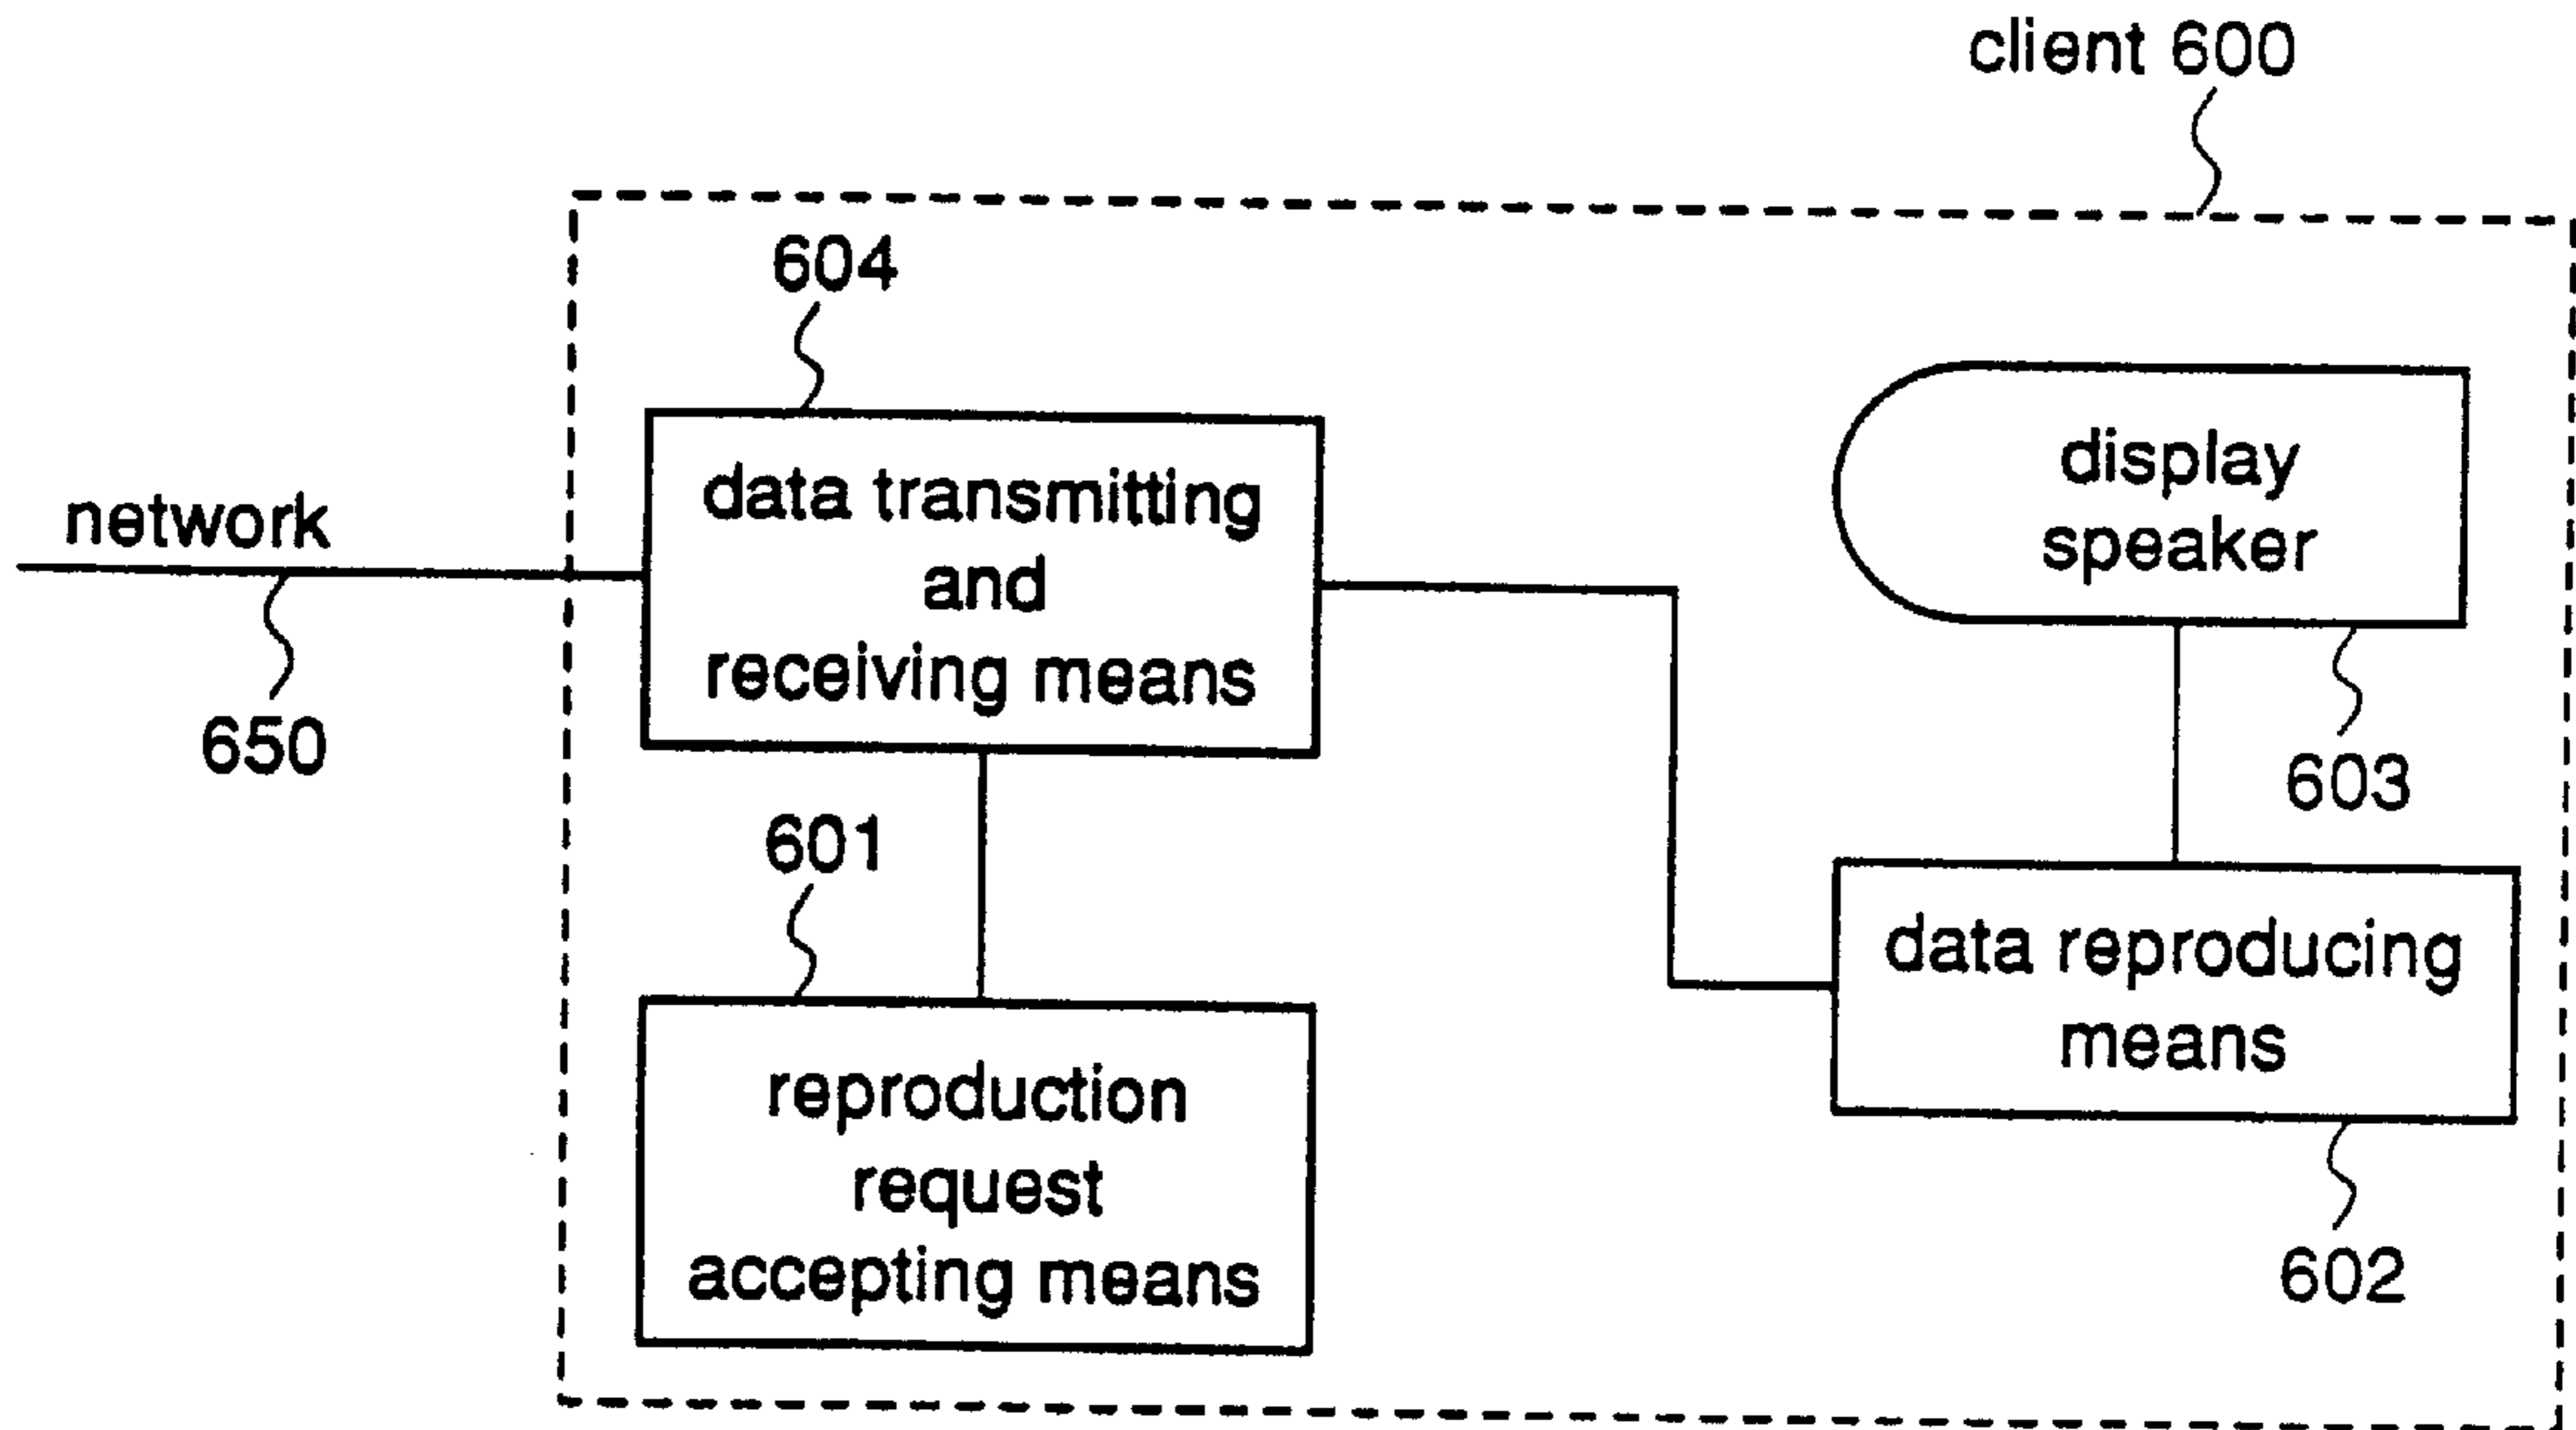 client 600
604
network
650
data transmitting
and
receiving means
display
speaker
603
601
reproduction
request
accepting means
data reproducing
means
602